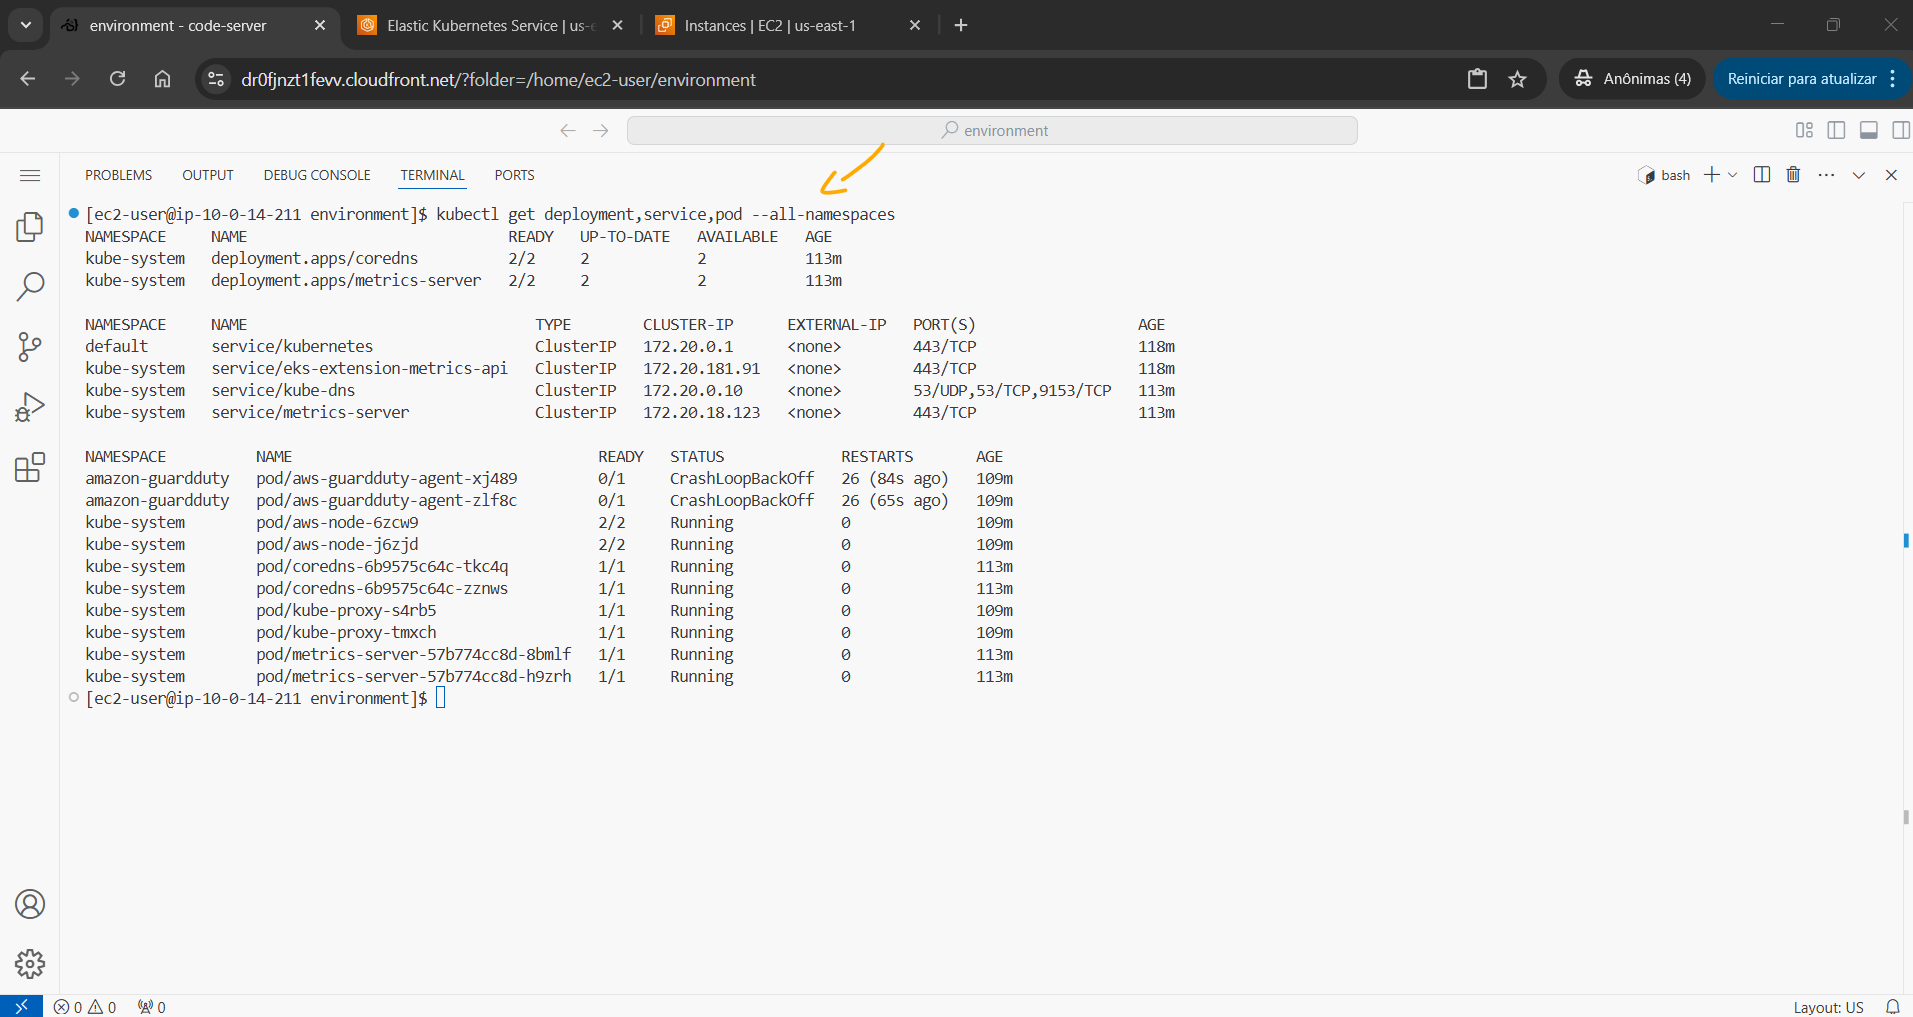 environment - code-server
Elastic Kubernetes Service | us-e
Instances | EC2 | us-east-1
dr0fjnzt1fevv.cloudfront.net/?folder=/home/ec2-user/environment
Anônimas (4)
Reiniciar para atualizar
environment
PROBLEMS OUTPUT DEBUG CONSOLE TERMINAL PORTS
bash
[ec2-user@ip-10-0-14-211 environment]$ kubectl get deployment,service,pod --all-namespaces
NAMESPACE NAME READY UP-TO-DATE AVAILABLE AGE
kube-system deployment.apps/coredns 2/2 2 2 113m
kube-system deployment.apps/metrics-server 2/2 2 2 113m
NAMESPACE NAME TYPE CLUSTER-IP EXTERNAL-IP PORT(S) AGE
default service/kubernetes ClusterIP 172.20.0.1 <none> 443/TCP 118m
kube-system service/eks-extension-metrics-api ClusterIP 172.20.181.91 <none> 443/TCP 118m
kube-system service/kube-dns ClusterIP 172.20.0.10 <none> 53/UDP,53/TCP,9153/TCP 113m
kube-system service/metrics-server ClusterIP 172.20.18.123 <none> 443/TCP 113m
NAMESPACE NAME READY STATUS RESTARTS AGE
amazon-guardduty pod/aws-guardduty-agent-xj489 0/1 CrashLoopBackOff 26 (84s ago) 109m
amazon-guardduty pod/aws-guardduty-agent-zlf8c 0/1 CrashLoopBackOff 26 (65s ago) 109m
kube-system pod/aws-node-6zcw9 2/2 Running 0 109m
kube-system pod/aws-node-j6zjd 2/2 Running 0 109m
kube-system pod/coredns-6b9575c64c-tkc4q 1/1 Running 0 113m
kube-system pod/coredns-6b9575c64c-zznws 1/1 Running 0 113m
kube-system pod/kube-proxy-s4rb5 1/1 Running 0 109m
kube-system pod/kube-proxy-tmxch 1/1 Running 0 109m
kube-system pod/metrics-server-57b774cc8d-8bmlf 1/1 Running 0 113m
kube-system pod/metrics-server-57b774cc8d-h9zrh 1/1 Running 0 113m
[ec2-user@ip-10-0-14-211 environment]$
0 0 0
Layout: US